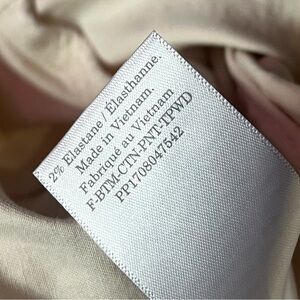 2% Elastane / Élasthanne.
Made in Vietnam.
Fabriqué au Vietnam
F-BTM-CTN-PNT-TPWD
PP1708047542